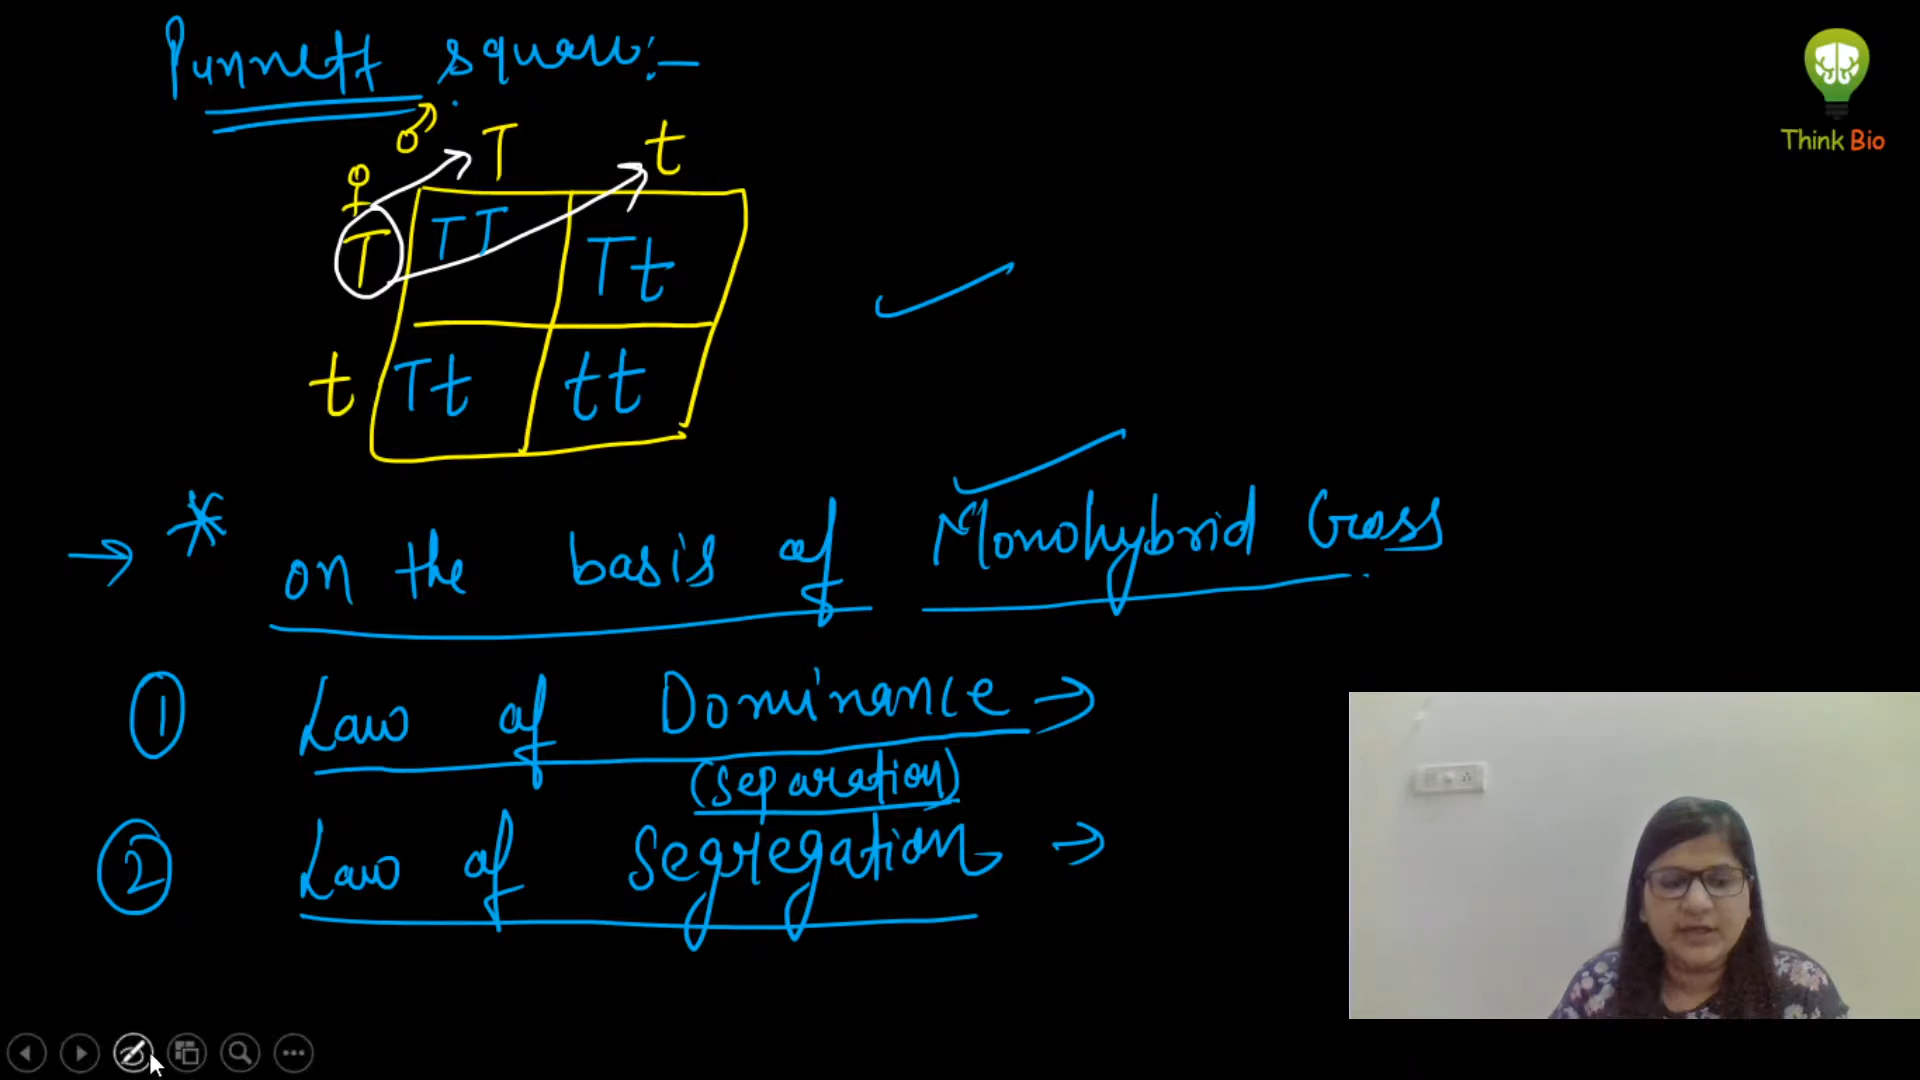 Punnett square:-
♂ T t
♀
T TT Tt
t Tt tt
→ * on the basis of Monohybrid Cross
① Law of Dominance →
(separation)
② Law of Segregation →
Think Bio